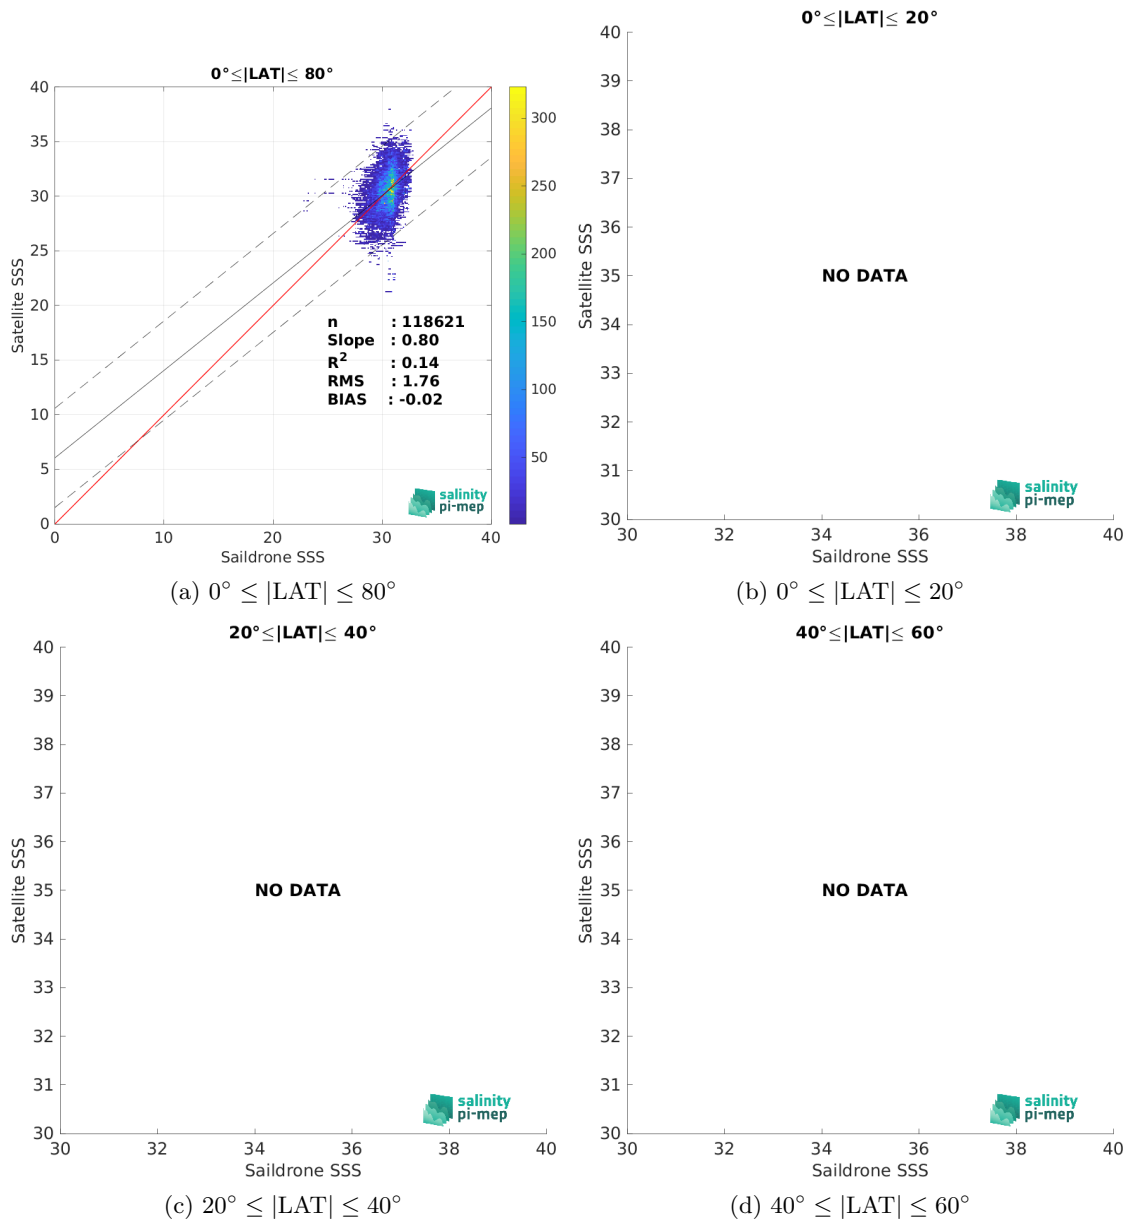 0°≤|LAT|≤ 80°
40
35
30
25
20
15
10
5
0
Satellite SSS
0
10
20
30
40
Saildrone SSS
n : 118621
Slope : 0.80
R² : 0.14
RMS : 1.76
BIAS : -0.02
300
250
200
150
100
50
salinity
pi-mep
(a) 0° ≤ |LAT| ≤ 80°
0°≤|LAT|≤ 20°
40
39
38
37
36
35
34
33
32
31
30
Satellite SSS
NO DATA
salinity
pi-mep
30
32
34
36
38
40
Saildrone SSS
(b) 0° ≤ |LAT| ≤ 20°
20°≤|LAT|≤ 40°
40
39
38
37
36
35
34
33
32
31
30
Satellite SSS
NO DATA
salinity
pi-mep
30
32
34
36
38
40
Saildrone SSS
(c) 20° ≤ |LAT| ≤ 40°
40°≤|LAT|≤ 60°
40
39
38
37
36
35
34
33
32
31
30
Satellite SSS
NO DATA
salinity
pi-mep
30
32
34
36
38
40
Saildrone SSS
(d) 40° ≤ |LAT| ≤ 60°